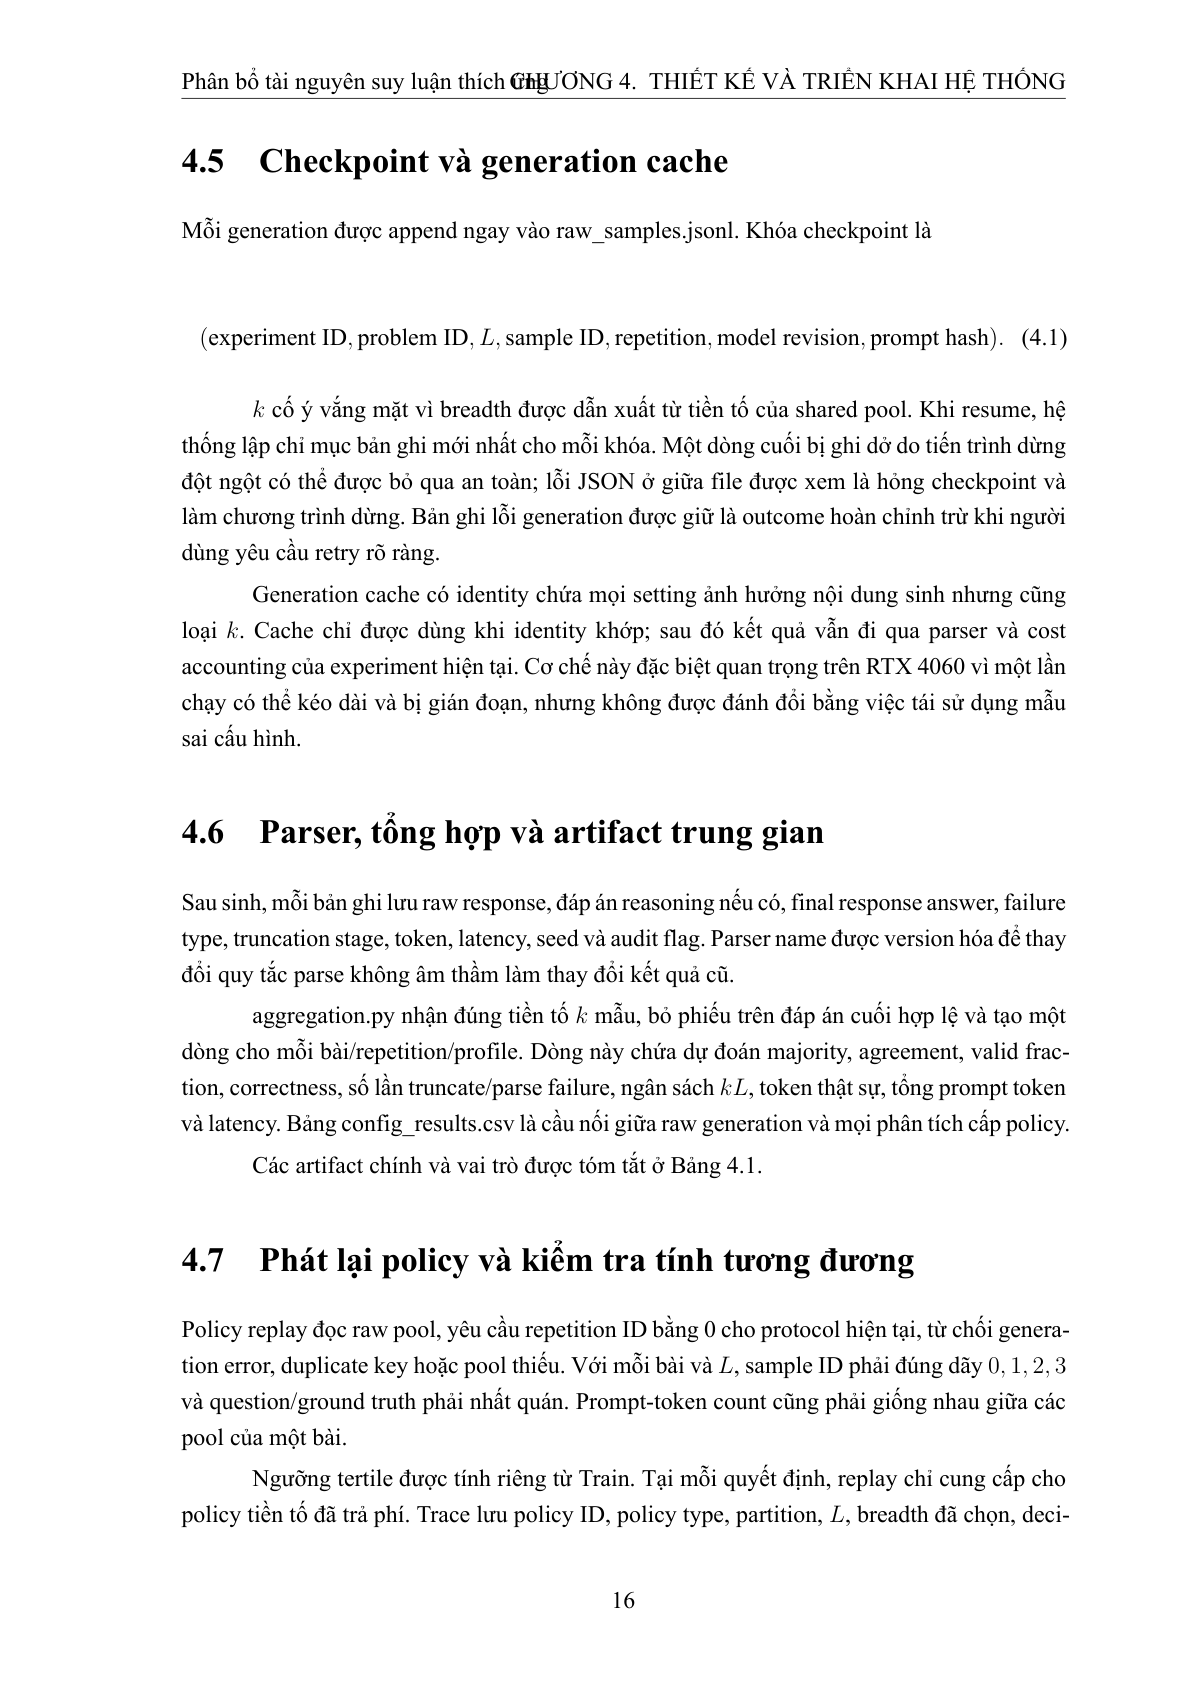 Phân bổ tài nguyên suy luận thích ứng CHƯƠNG 4. THIẾT KẾ VÀ TRIỂN KHAI HỆ THỐNG
4.5 Checkpoint và generation cache
Mỗi generation được append ngay vào raw_samples.jsonl. Khóa checkpoint là
(experiment ID, problem ID, L, sample ID, repetition, model revision, prompt hash). (4.1)
k cố ý vắng mặt vì breadth được dẫn xuất từ tiền tố của shared pool. Khi resume, hệ
thống lập chỉ mục bản ghi mới nhất cho mỗi khóa. Một dòng cuối bị ghi dở do tiến trình dừng
đột ngột có thể được bỏ qua an toàn; lỗi JSON ở giữa file được xem là hỏng checkpoint và
làm chương trình dừng. Bản ghi lỗi generation được giữ là outcome hoàn chỉnh trừ khi người
dùng yêu cầu retry rõ ràng.
Generation cache có identity chứa mọi setting ảnh hưởng nội dung sinh nhưng cũng
loại k. Cache chỉ được dùng khi identity khớp; sau đó kết quả vẫn đi qua parser và cost
accounting của experiment hiện tại. Cơ chế này đặc biệt quan trọng trên RTX 4060 vì một lần
chạy có thể kéo dài và bị gián đoạn, nhưng không được đánh đổi bằng việc tái sử dụng mẫu
sai cấu hình.
4.6 Parser, tổng hợp và artifact trung gian
Sau sinh, mỗi bản ghi lưu raw response, đáp án reasoning nếu có, final response answer, failure
type, truncation stage, token, latency, seed và audit flag. Parser name được version hóa để thay
đổi quy tắc parse không âm thầm làm thay đổi kết quả cũ.
aggregation.py nhận đúng tiền tố k mẫu, bỏ phiếu trên đáp án cuối hợp lệ và tạo một
dòng cho mỗi bài/repetition/profile. Dòng này chứa dự đoán majority, agreement, valid frac-
tion, correctness, số lần truncate/parse failure, ngân sách kL, token thật sự, tổng prompt token
và latency. Bảng config_results.csv là cầu nối giữa raw generation và mọi phân tích cấp policy.
Các artifact chính và vai trò được tóm tắt ở Bảng 4.1.
4.7 Phát lại policy và kiểm tra tính tương đương
Policy replay đọc raw pool, yêu cầu repetition ID bằng 0 cho protocol hiện tại, từ chối genera-
tion error, duplicate key hoặc pool thiếu. Với mỗi bài và L, sample ID phải đúng dãy 0, 1, 2, 3
và question/ground truth phải nhất quán. Prompt-token count cũng phải giống nhau giữa các
pool của một bài.
Ngưỡng tertile được tính riêng từ Train. Tại mỗi quyết định, replay chỉ cung cấp cho
policy tiền tố đã trả phí. Trace lưu policy ID, policy type, partition, L, breadth đã chọn, deci-
16